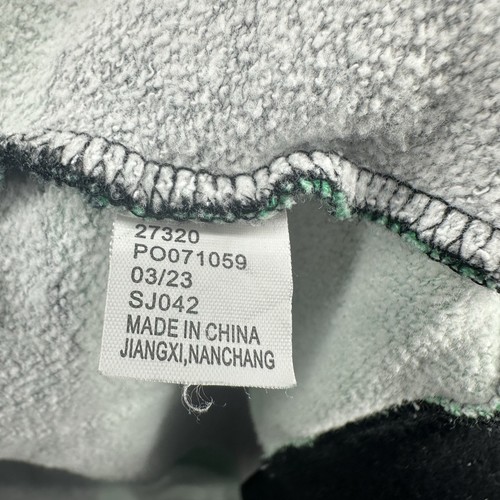 27320
PO071059
03/23
SJ042
MADE IN CHINA
JIANGXI,NANCHANG